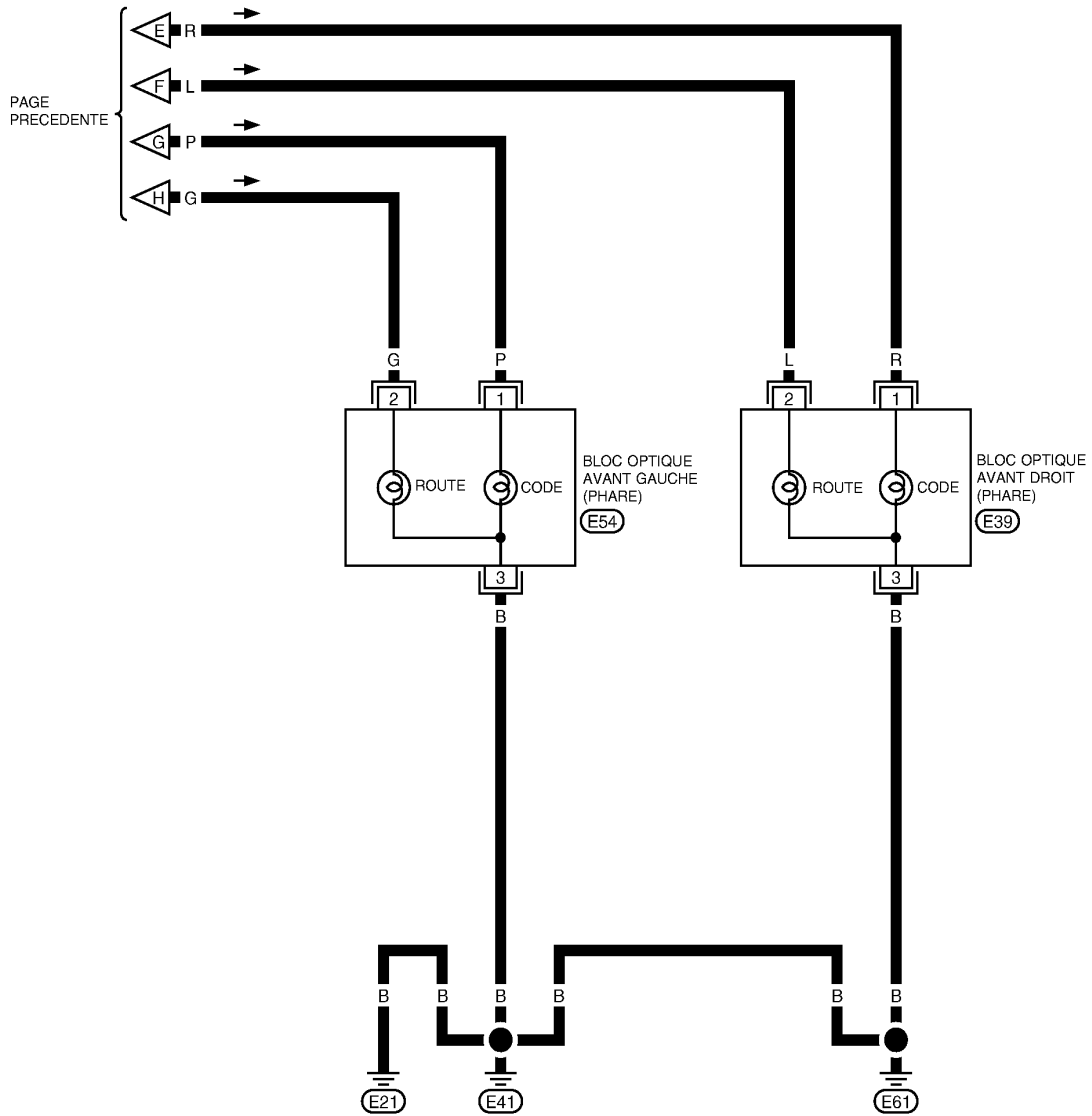 E R
F L
PAGE
PRECEDENTE
G P
H G
G P L R
2 1 2 1
BLOC OPTIQUE
AVANT GAUCHE
(PHARE)
E54
ROUTE CODE
BLOC OPTIQUE
AVANT DROIT
(PHARE)
E39
ROUTE CODE
3 3
B B
B B B B B B
E21 E41 E61